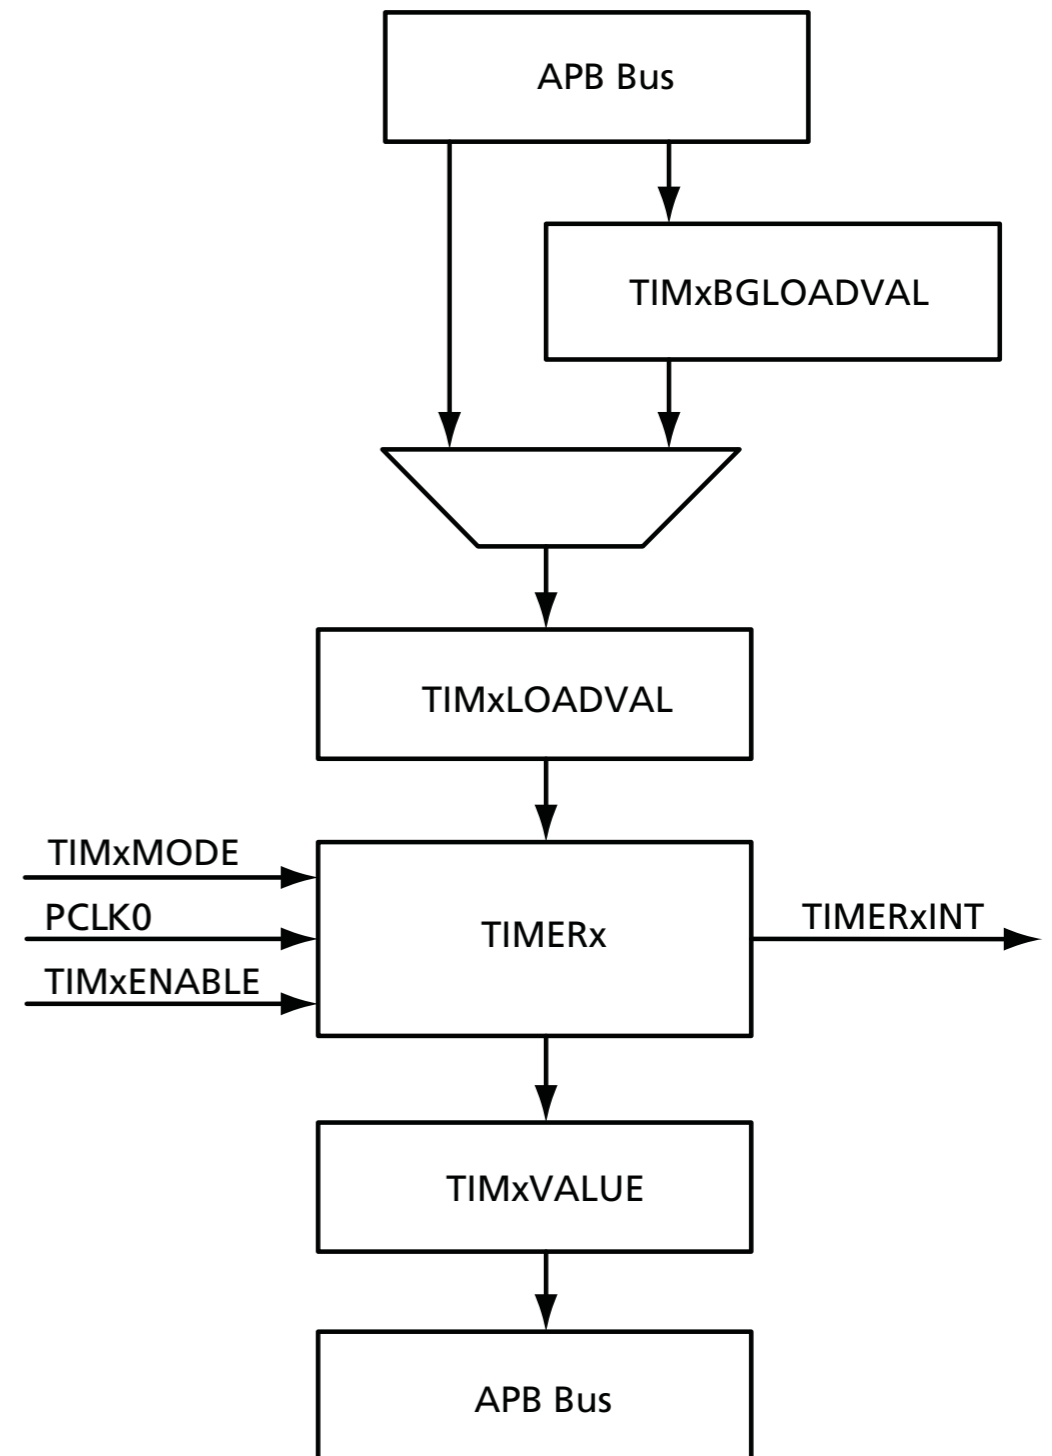 APB Bus
TIMxBGLOADVAL
TIMxLOADVAL
TIMxMODE
PCLK0
TIMxENABLE
TIMERx
TIMERxINT
TIMxVALUE
APB Bus